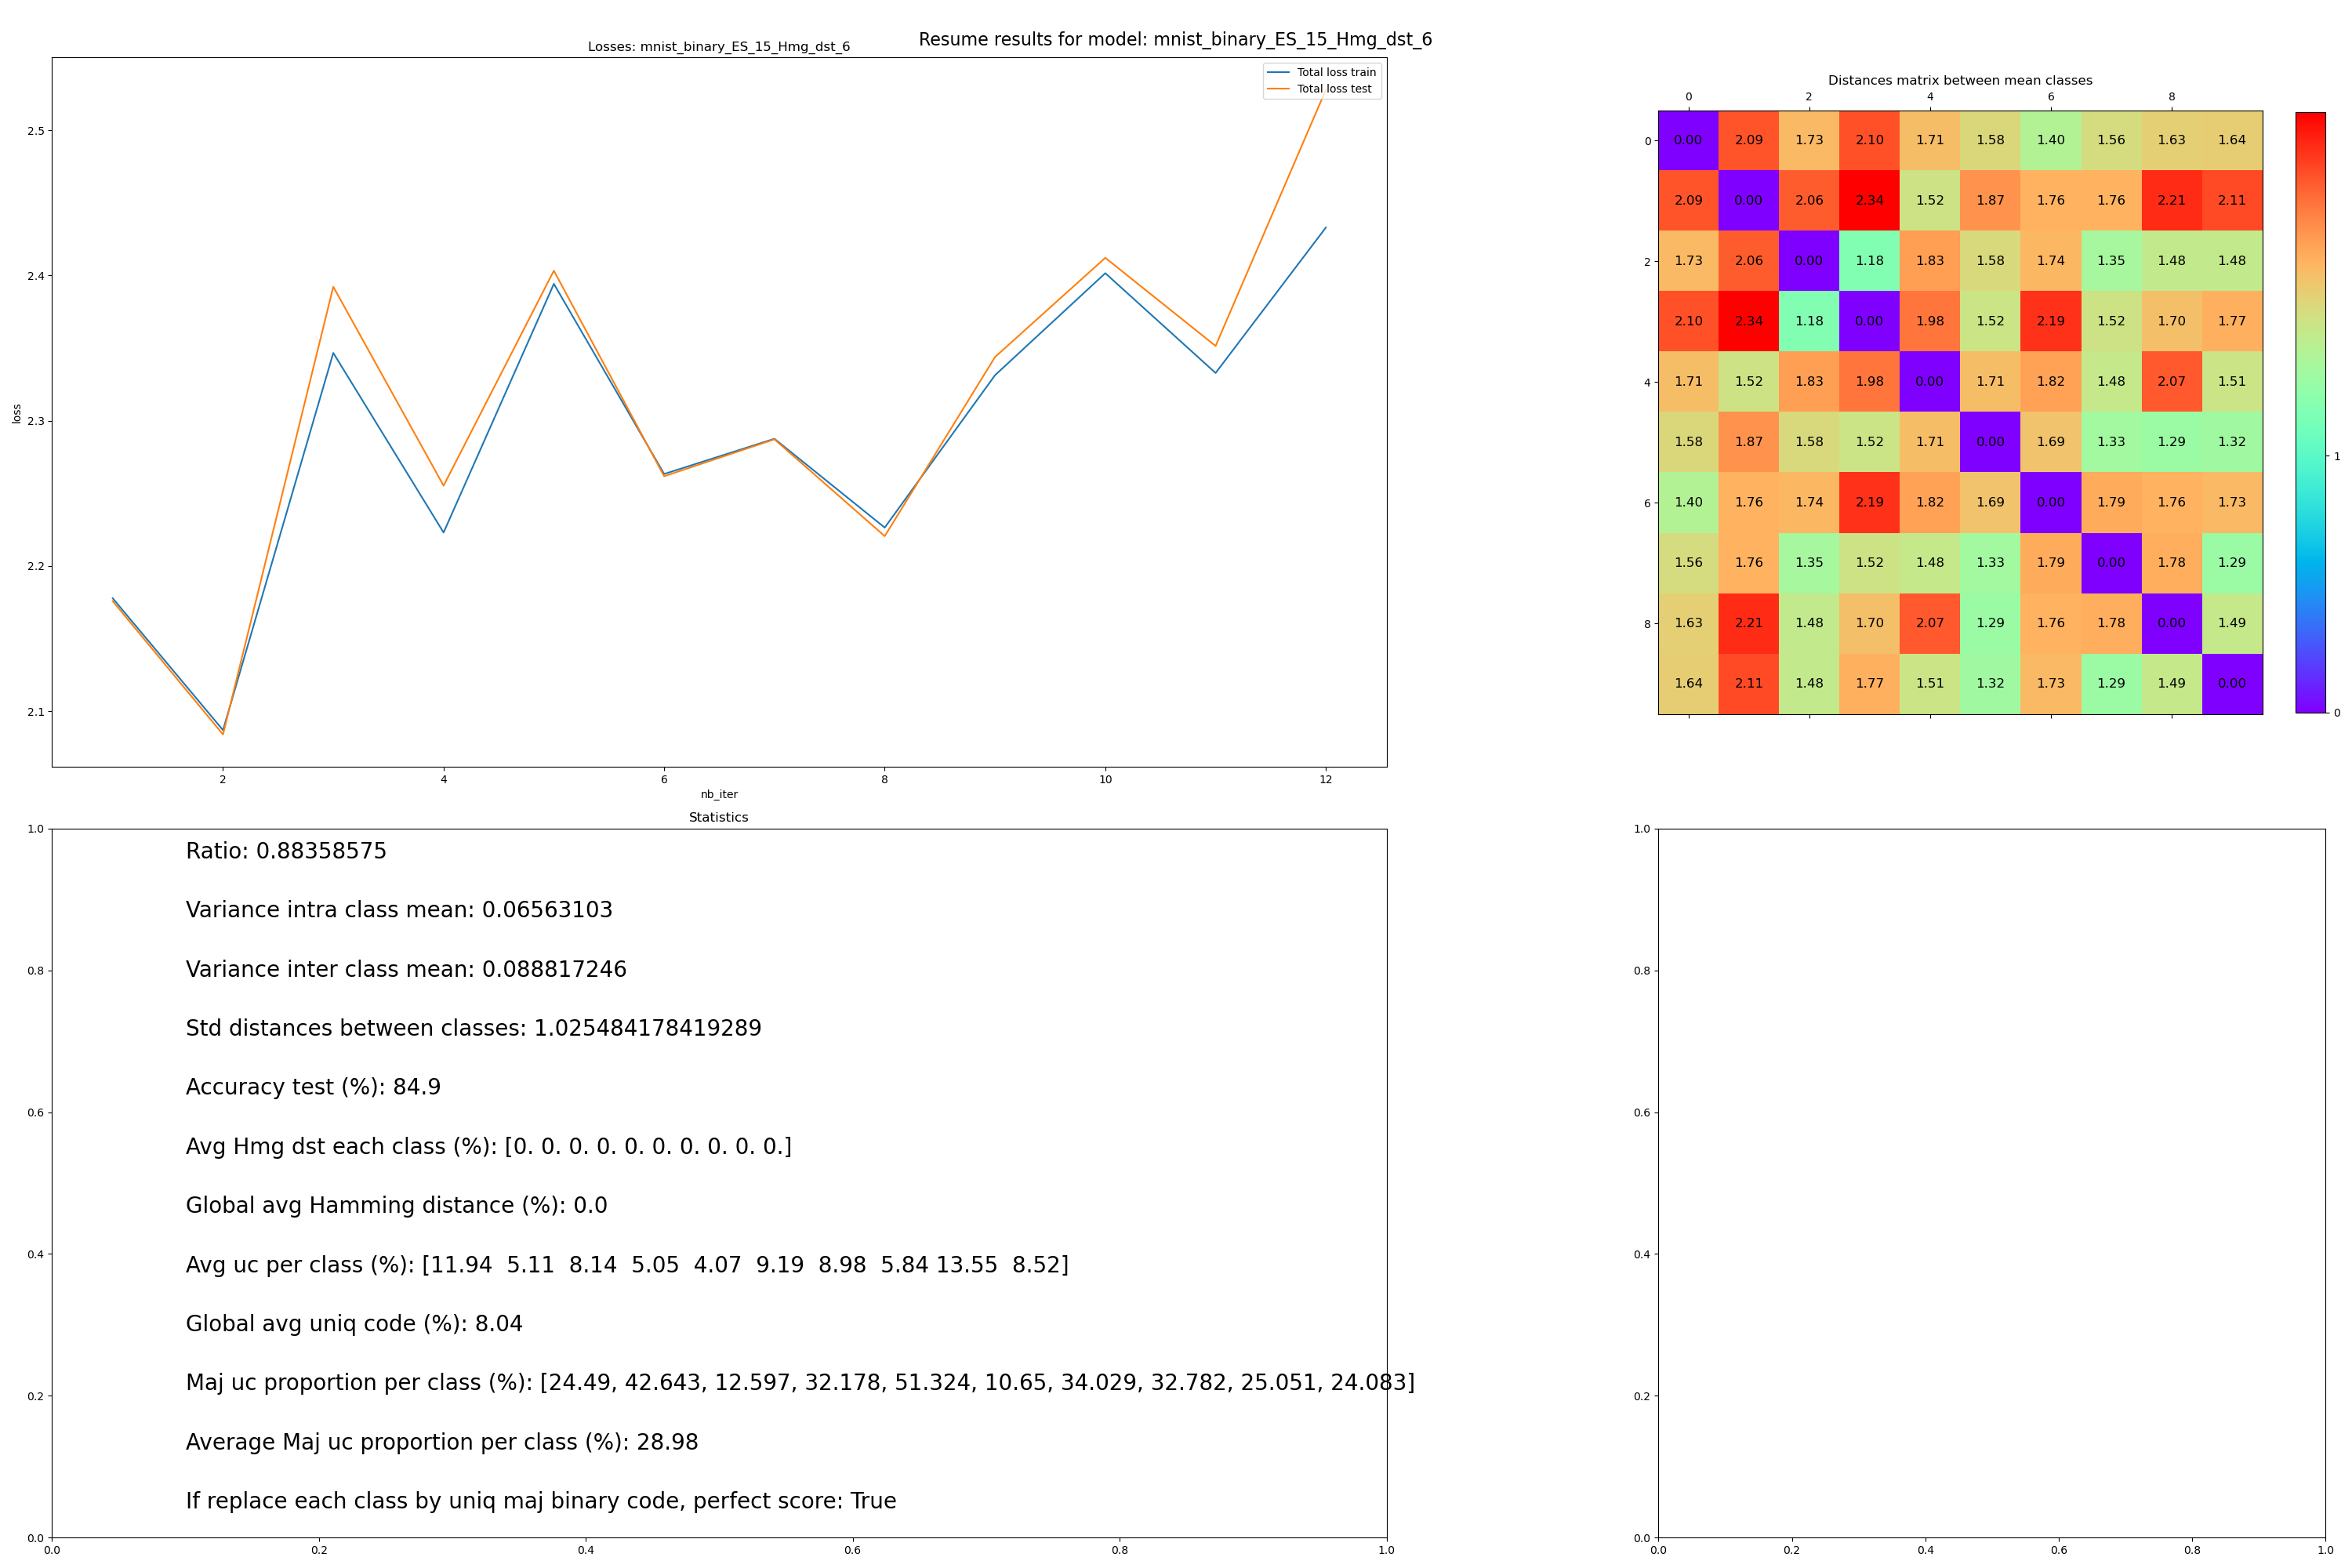 Resume results for model: mnist_binary_ES_15_Hmg_dst_6
Losses: mnist_binary_ES_15_Hmg_dst_6
Total loss train
Total loss test
2.5
2.4
2.3
2.2
2.1
loss
2 4 6 8 10 12
nb_iter
Distances matrix between mean classes
0 2 4 6 8
0 0.00 2.09 1.73 2.10 1.71 1.58 1.40 1.56 1.63 1.64
2.09 0.00 2.06 2.34 1.52 1.87 1.76 1.76 2.21 2.11
2 1.73 2.06 0.00 1.18 1.83 1.58 1.74 1.35 1.48 1.48
2.10 2.34 1.18 0.00 1.98 1.52 2.19 1.52 1.70 1.77
4 1.71 1.52 1.83 1.98 0.00 1.71 1.82 1.48 2.07 1.51
1.58 1.87 1.58 1.52 1.71 0.00 1.69 1.33 1.29 1.32
6 1.40 1.76 1.74 2.19 1.82 1.69 0.00 1.79 1.76 1.73
1.56 1.76 1.35 1.52 1.48 1.33 1.79 0.00 1.78 1.29
8 1.63 2.21 1.48 1.70 2.07 1.29 1.76 1.78 0.00 1.49
1.64 2.11 1.48 1.77 1.51 1.32 1.73 1.29 1.49 0.00
1
0
Statistics
Ratio: 0.88358575
Variance intra class mean: 0.06563103
Variance inter class mean: 0.088817246
Std distances between classes: 1.025484178419289
Accuracy test (%): 84.9
Avg Hmg dst each class (%): [0. 0. 0. 0. 0. 0. 0. 0. 0. 0.]
Global avg Hamming distance (%): 0.0
Avg uc per class (%): [11.94  5.11  8.14  5.05  4.07  9.19  8.98  5.84 13.55  8.52]
Global avg uniq code (%): 8.04
Maj uc proportion per class (%): [24.49, 42.643, 12.597, 32.178, 51.324, 10.65, 34.029, 32.782, 25.051, 24.083]
Average Maj uc proportion per class (%): 28.98
If replace each class by uniq maj binary code, perfect score: True
1.0
0.8
0.6
0.4
0.2
0.0
0.0 0.2 0.4 0.6 0.8 1.0
1.0
0.8
0.6
0.4
0.2
0.0
0.0 0.2 0.4 0.6 0.8 1.0